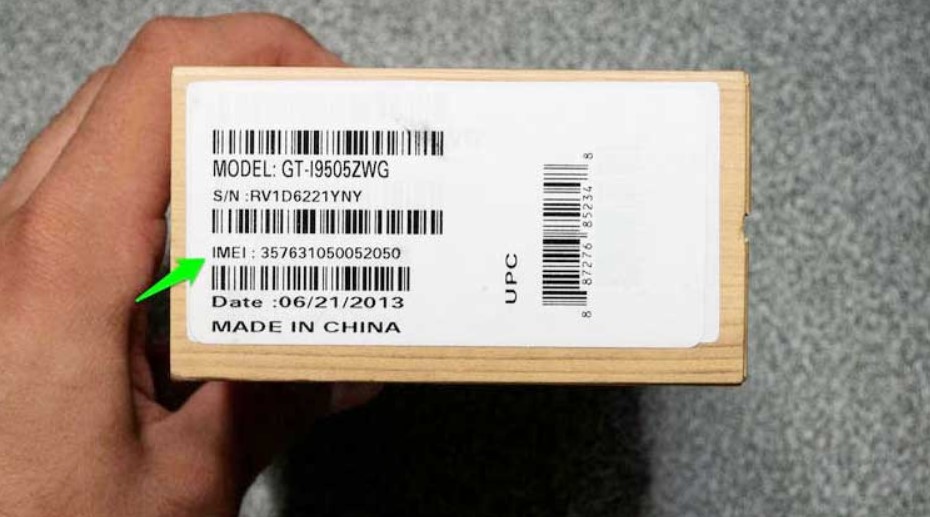 MODEL: GT-I9505ZWG
S/N :RV1D6221YNY
IMEI : 357631050052050
Date :06/21/2013
MADE IN CHINA
UPC
8 87276 85234 8